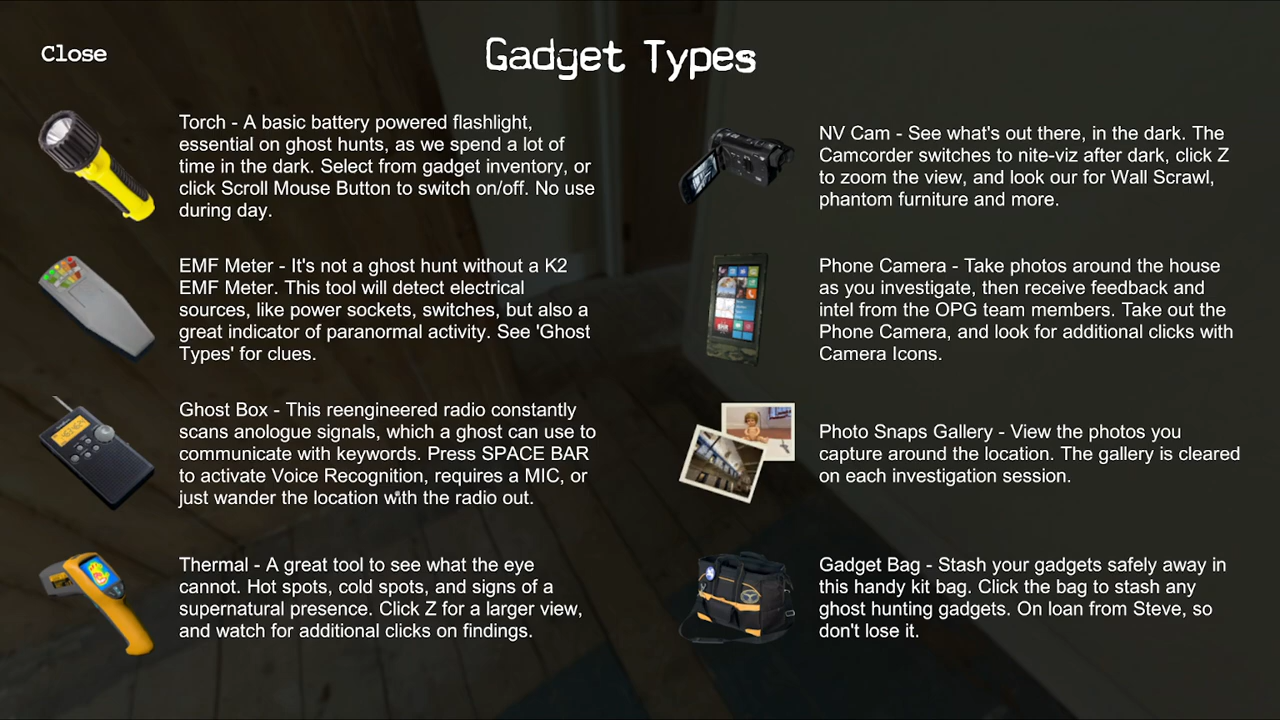 Close
Gadget Types
Torch - A basic battery powered flashlight,
essential on ghost hunts, as we spend a lot of
time in the dark. Select from gadget inventory, or
click Scroll Mouse Button to switch on/off. No use
during day.
EMF Meter - It's not a ghost hunt without a K2
EMF Meter. This tool will detect electrical
sources, like power sockets, switches, but also a
great indicator of paranormal activity. See 'Ghost
Types' for clues.
Ghost Box - This reengineered radio constantly
scans analogue signals, which a ghost can use to
communicate with keywords. Press SPACE BAR
to activate Voice Recognition, requires a MIC, or
just wander the location with the radio out.
Thermal - A great tool to see what the eye
cannot. Hot spots, cold spots, and signs of a
supernatural presence. Click Z for a larger view,
and watch for additional clicks on findings.
NV Cam - See what's out there, in the dark. The
Camcorder switches to nite-viz after dark, click Z
to zoom the view, and look our for Wall Scrawl,
phantom furniture and more.
Phone Camera - Take photos around the house
as you investigate, then receive feedback and
intel from the OPG team members. Take out the
Phone Camera, and look for additional clicks with
Camera Icons.
Photo Snaps Gallery - View the photos you
capture around the location. The gallery is cleared
on each investigation session.
Gadget Bag - Stash your gadgets safely away in
this handy kit bag. Click the bag to stash any
ghost hunting gadgets. On loan from Steve, so
don't lose it.